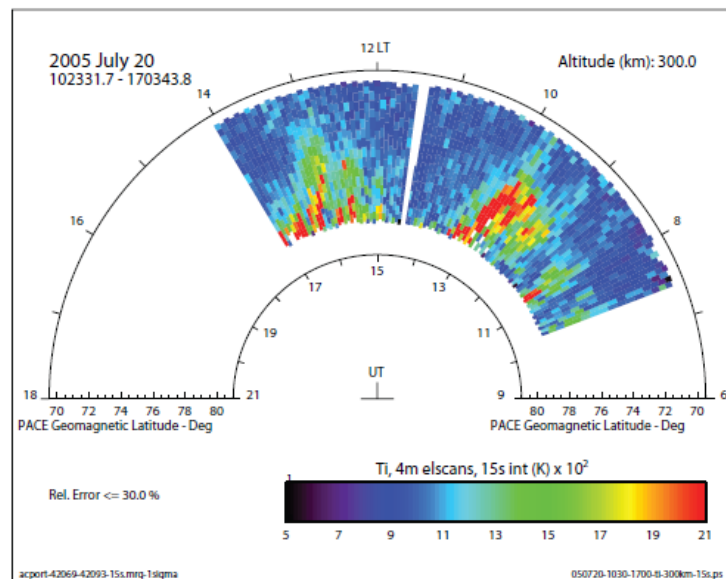 2005 July 20
102331.7 - 170343.8
12 LT
Altitude (km): 300.0
14
10
16
8
15
17
13
19
11
UT
18
21
9
6
70 72 74 76 78 80
80 78 76 74 72 70
PACE Geomagnetic Latitude - Deg
PACE Geomagnetic Latitude - Deg
Ti, 4m elscans, 15s int (K) x 10²
Rel. Error <= 30.0 %
1
5 7 9 11 13 15 17 19 21
acport-42069-42093-15s.mrg-1sigma
050720-1030-1700-ti-300km-15s.ps